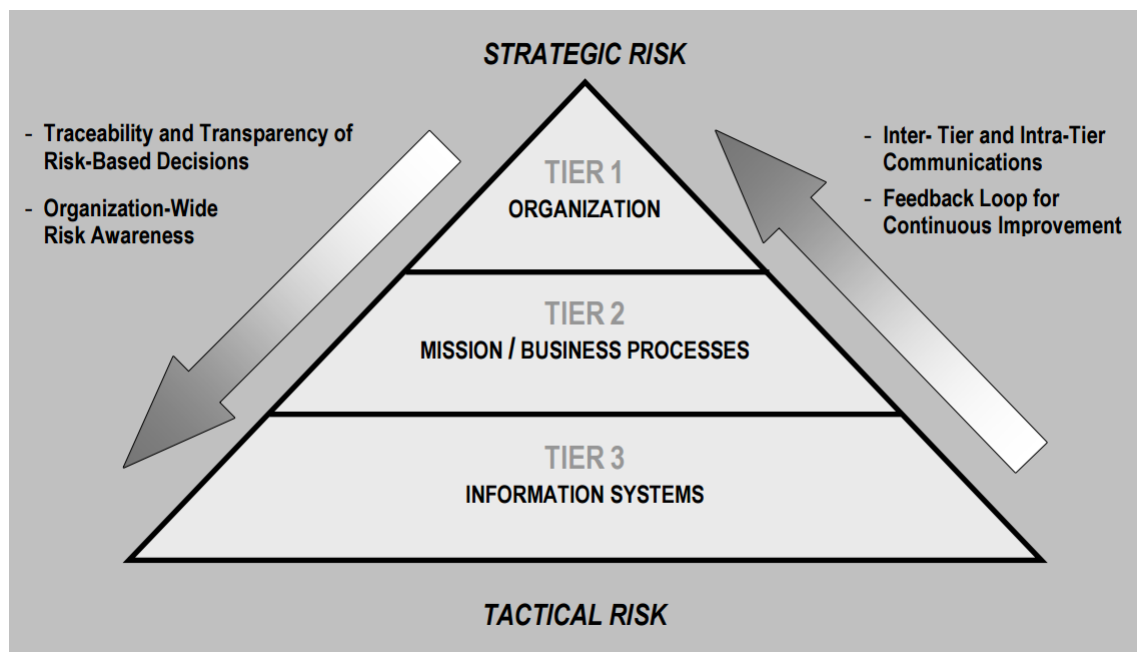 STRATEGIC RISK
- Traceability and Transparency of
Risk-Based Decisions
- Organization-Wide
Risk Awareness
- Inter- Tier and Intra-Tier
Communications
- Feedback Loop for
Continuous Improvement
TIER 1
ORGANIZATION
TIER 2
MISSION / BUSINESS PROCESSES
TIER 3
INFORMATION SYSTEMS
TACTICAL RISK